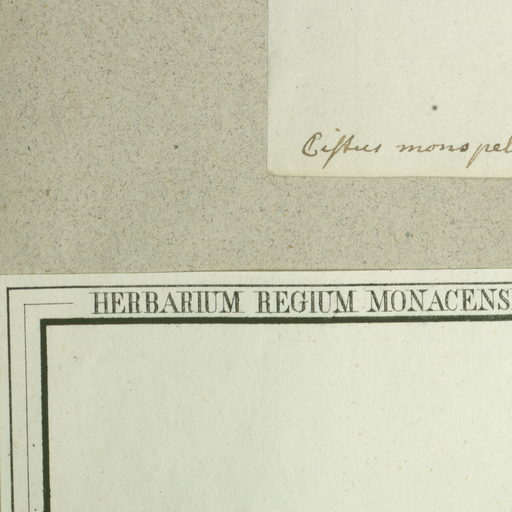 Cistus monspel
HERBARIUM REGIUM MONACENS